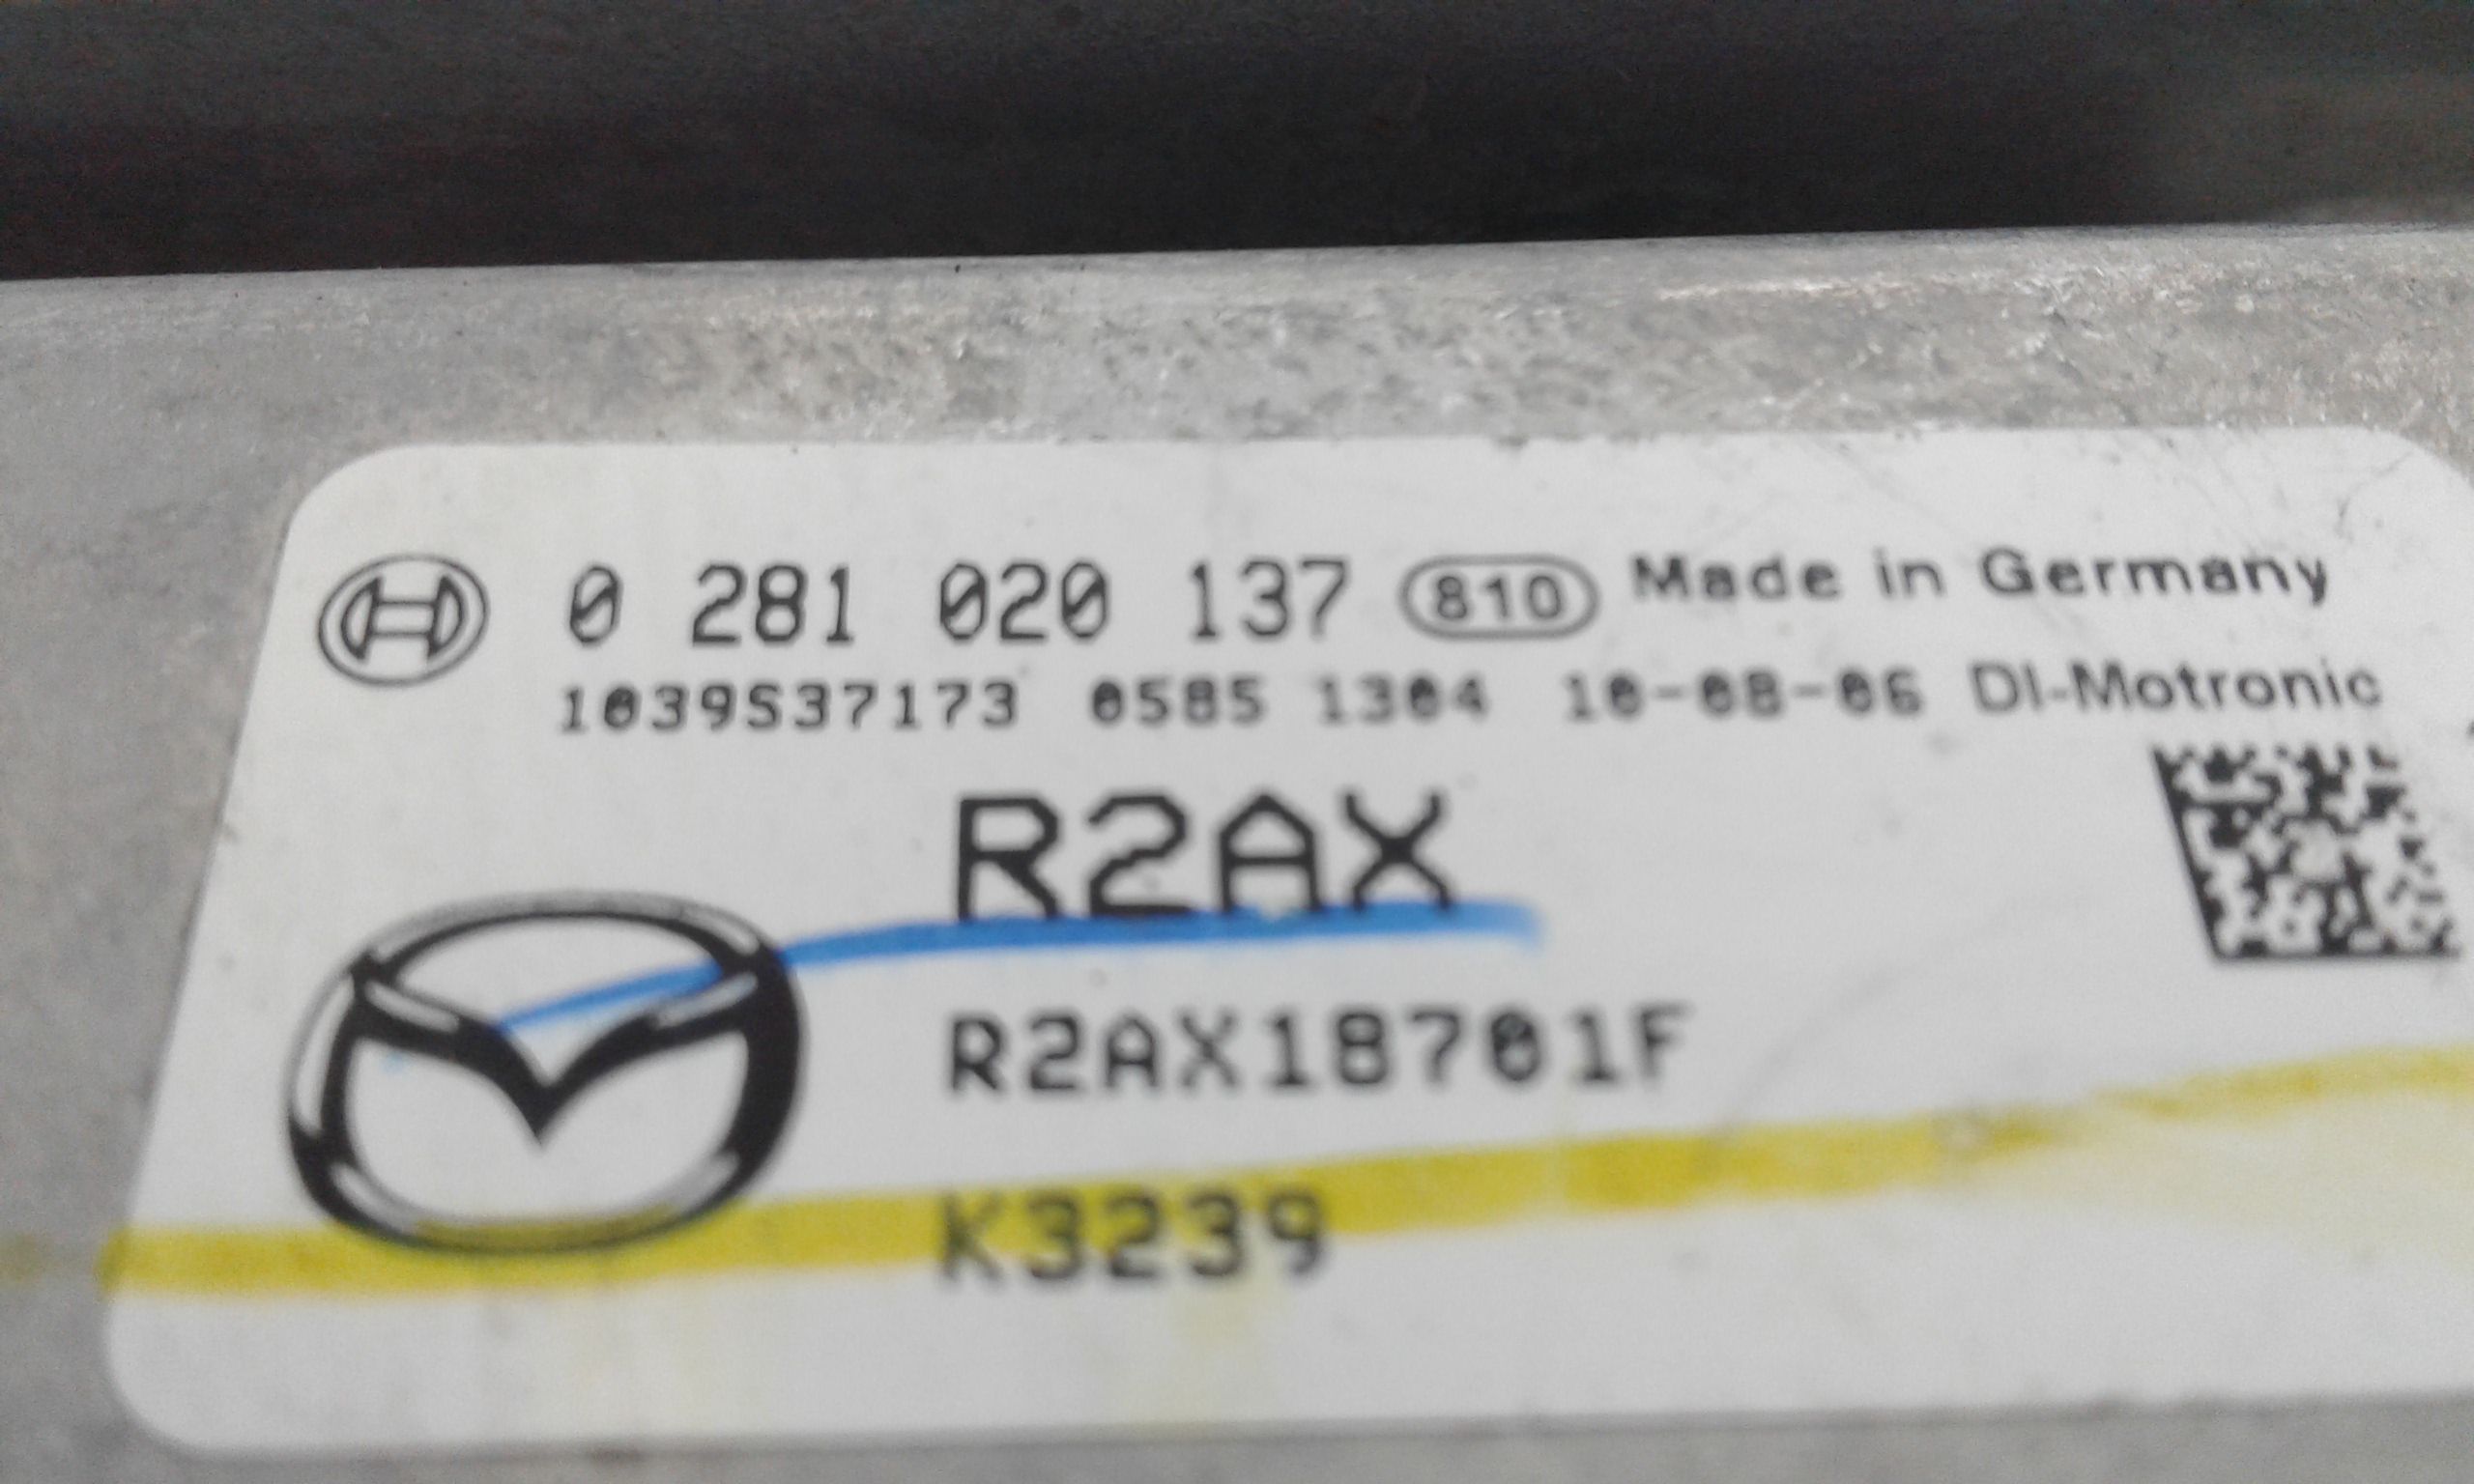 0 281 020 137 810 Made in Germany
1039S37173 0585 1304 10-08-06 DI-Motronic
R2AX
R2AX18701F
K3239